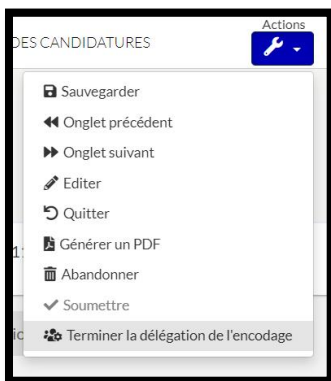 Actions
DES CANDIDATURES
Sauvegarder
Onglet précédent
Onglet suivant
Editer
Quitter
Générer un PDF
Abandonner
Soumettre
Terminer la délégation de l'encodage